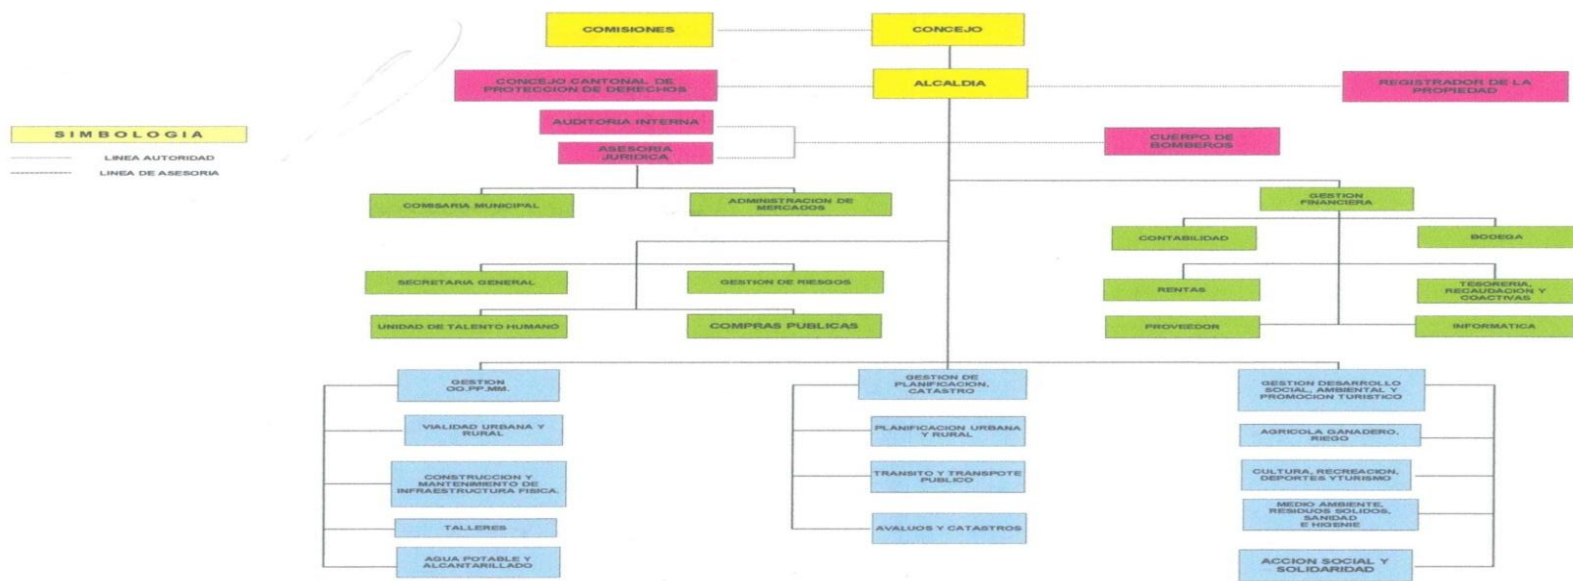 COMISIONES
CONCEJO
CONCEJO CANTONAL DE
PROTECCION DE DERECHOS
ALCALDIA
REGISTRADOR DE LA
PROPIEDAD
AUDITORIA INTERNA
SIMBOLOGIA
CUERPO DE
BOMBEROS
ASESORIA
JURIDICA
LINEA AUTORIDAD
LINEA DE ASESORIA
COMISARIA MUNICIPAL
ADMINISTRACION DE
MERCADOS
GESTION
FINANCIERA
CONTABILIDAD
BODEGA
SECRETARIA GENERAL
GESTION DE RIESGOS
RENTAS
TESORERIA,
RECAUDACIÓN Y
COACTIVAS
UNIDAD DE TALENTO HUMANO
COMPRAS PUBLICAS
PROVEEDOR
INFORMATICA
GESTION
OO.PP.MM.
GESTION DE
PLANIFICACION,
CATASTRO
GESTION DESARROLLO
SOCIAL, AMBIENTAL Y
PROMOCION TURISTICO
VIALIDAD URBANA Y
RURAL
PLANIFICACION URBANA
Y RURAL
AGRICOLA GANADERO,
RIEGO
CONSTRUCCION Y
MANTENIMIENTO DE
INFRAESTRUCTURA FISICA.
TRANSITO Y TRANSPOTE
PUBLICO
CULTURA, RECREACION,
DEPORTES YTURISMO
TALLERES
AVALUOS Y CATASTROS
MEDIO AMBIENTE,
RESIDUOS SOLIDOS,
SANIDAD
E HIGENIE
AGUA POTABLE Y
ALCANTARILLADO
ACCION SOCIAL Y
SOLIDARIDAD